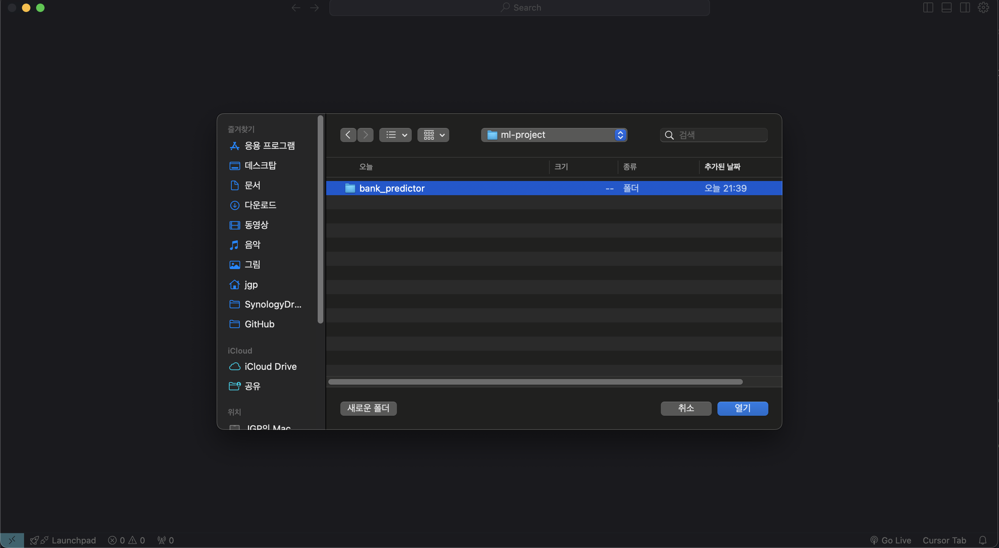 Search
즐겨찾기
응용 프로그램
데스크탑
문서
다운로드
동영상
음악
그림
jgp
SynologyDr...
GitHub
iCloud
iCloud Drive
공유
위치
JGP의 Mac
ml-project
검색
오늘 크기 종류 추가된 날짜
bank_predictor -- 폴더 오늘 21:39
새로운 폴더 취소 열기
Launchpad 0 0 0 Go Live Cursor Tab